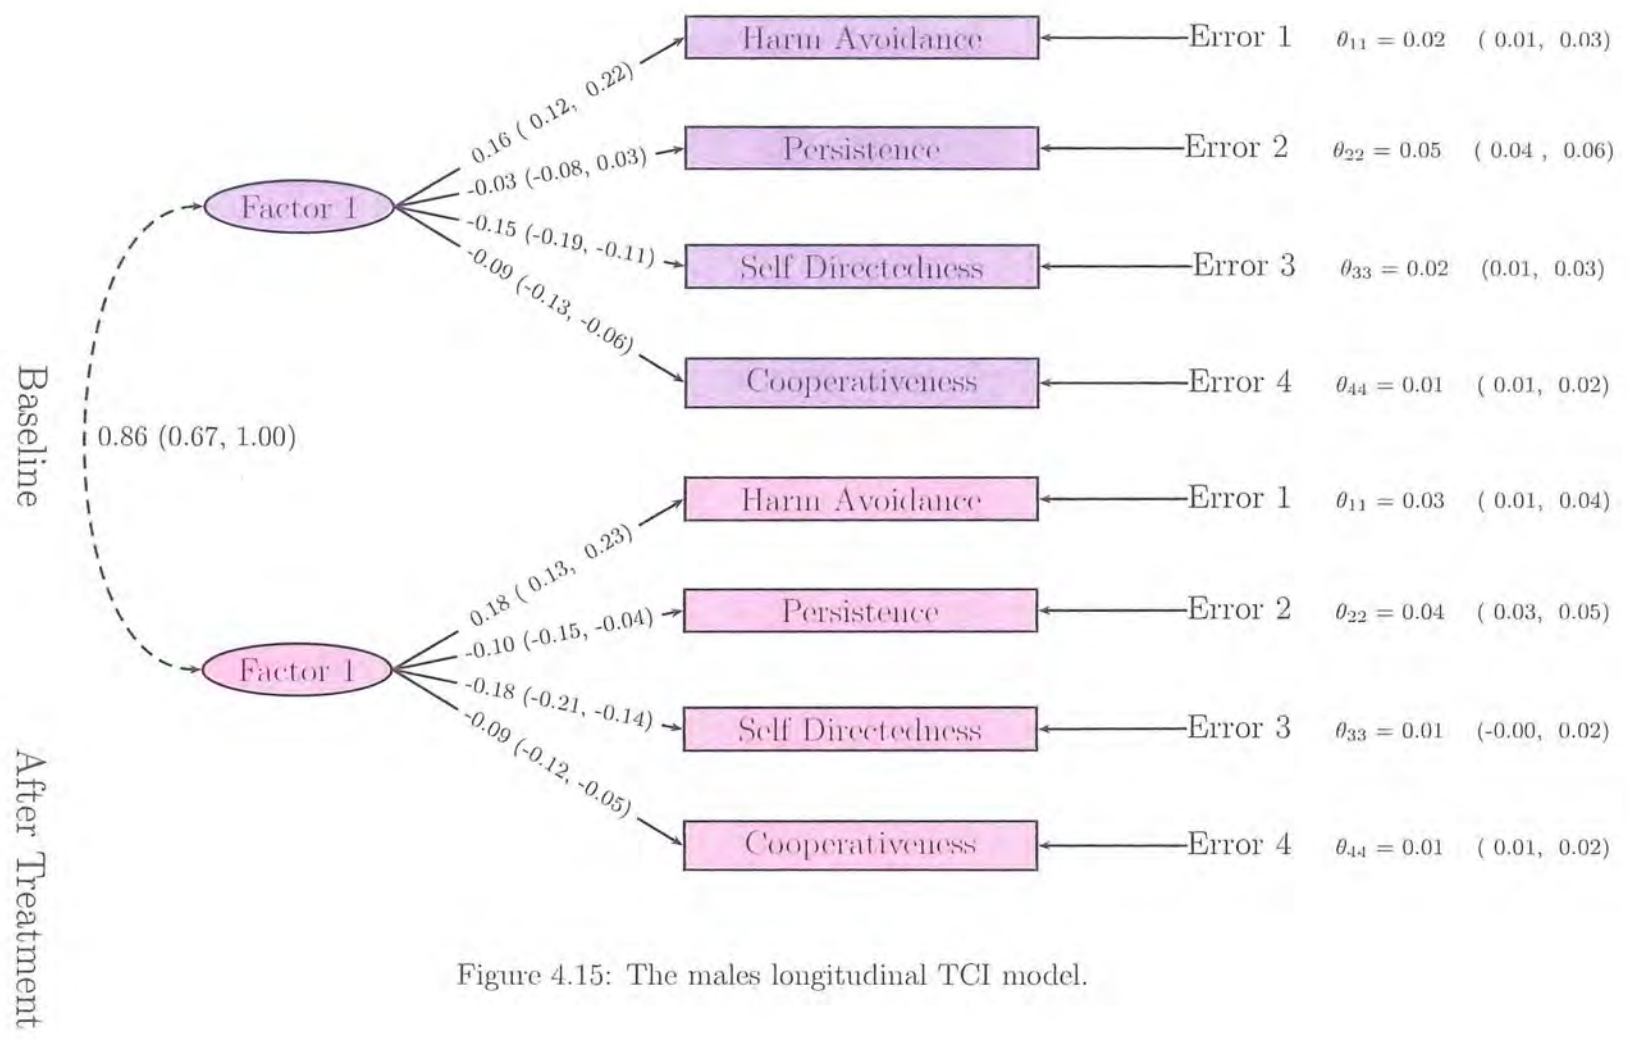 Harm Avoidance
Error 1 θ₁₁ = 0.02 ( 0.01, 0.03)
0.16 ( 0.12, 0.22)
Persistence
Error 2 θ₂₂ = 0.05 ( 0.04 , 0.06)
-0.03 (-0.08, 0.03)
Factor 1
-0.15 (-0.19, -0.11)
Self Directedness
Error 3 θ₃₃ = 0.02 (0.01, 0.03)
-0.09 (-0.13, -0.06)
Cooperativeness
Error 4 θ₄₄ = 0.01 ( 0.01, 0.02)
Baseline
0.86 (0.67, 1.00)
Harm Avoidance
Error 1 θ₁₁ = 0.03 ( 0.01, 0.04)
0.18 ( 0.13, 0.23)
Persistence
Error 2 θ₂₂ = 0.04 ( 0.03, 0.05)
-0.10 (-0.15, -0.04)
Factor 1
-0.18 (-0.21, -0.14)
Self Directedness
Error 3 θ₃₃ = 0.01 (-0.00, 0.02)
-0.09 (-0.12, -0.05)
Cooperativeness
Error 4 θ₄₄ = 0.01 ( 0.01, 0.02)
After Treatment
Figure 4.15: The males longitudinal TCI model.